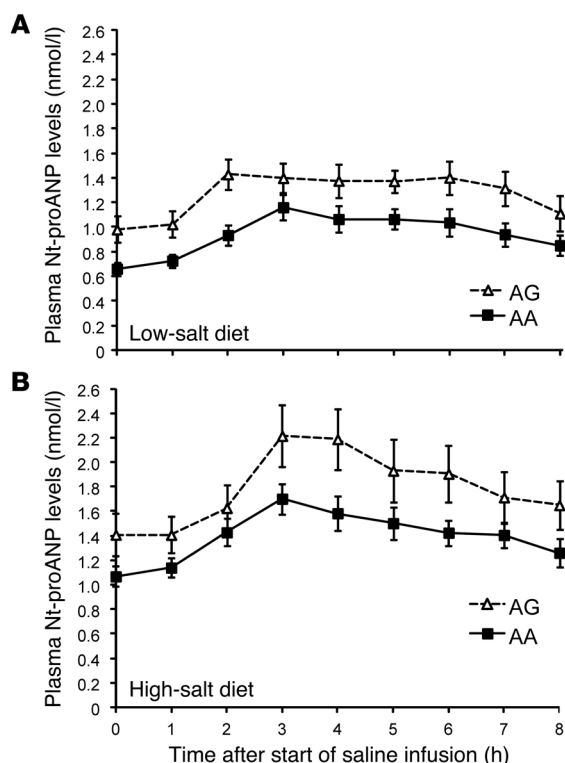 A
Plasma Nt-proANP levels (nmol/l)
2.6
2.4
2.2
2.0
1.8
1.6
1.4
1.2
1.0
0.8
0.6
0.4
0.2
0
AG
AA
Low-salt diet
B
Plasma Nt-proANP levels (nmol/l)
2.6
2.4
2.2
2.0
1.8
1.6
1.4
1.2
1.0
0.8
0.6
0.4
0.2
0
AG
AA
High-salt diet
0 1 2 3 4 5 6 7 8
Time after start of saline infusion (h)